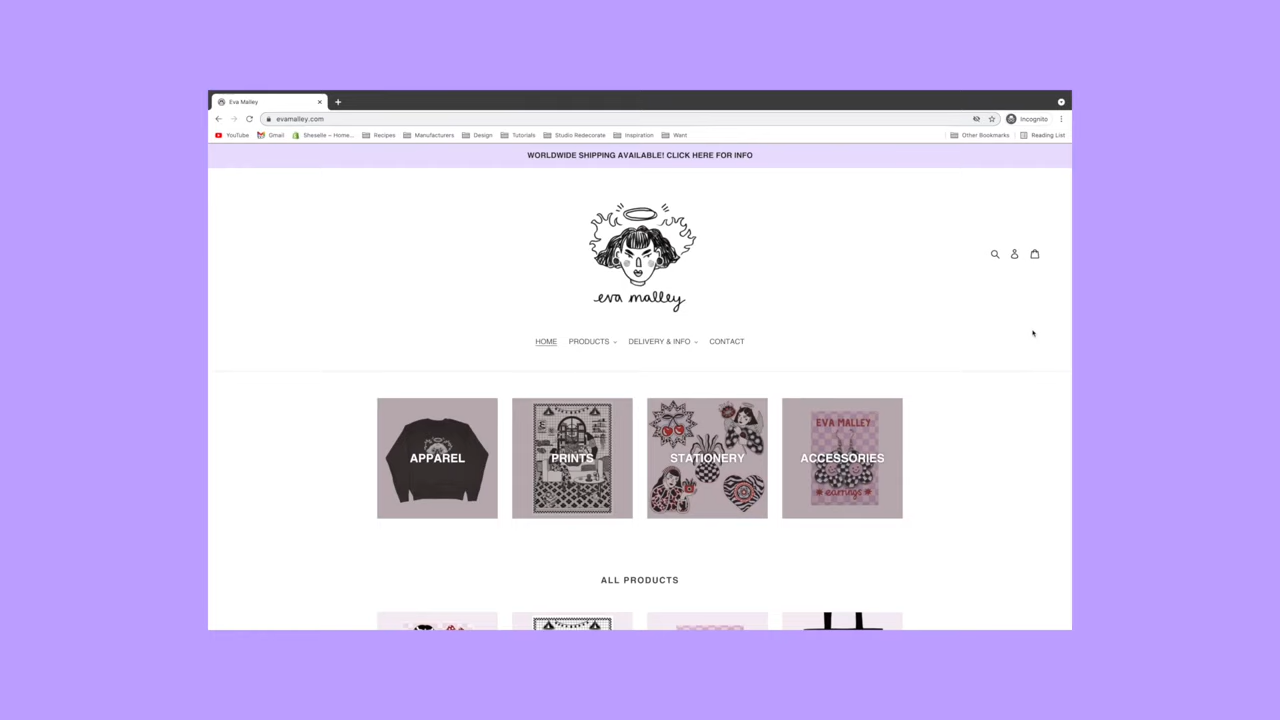 Eva Malley
evamalley.com
Incognito
YouTube
Gmail
Sheselle ~ Home...
Recipes
Manufacturers
Design
Tutorials
Studio Redecorate
Inspiration
Want
Other Bookmarks
Reading List
WORLDWIDE SHIPPING AVAILABLE! CLICK HERE FOR INFO
eva malley
HOME
PRODUCTS
DELIVERY & INFO
CONTACT
APPAREL
PRINTS
STATIONERY
EVA MALLEY
ACCESSORIES
earrings
ALL PRODUCTS